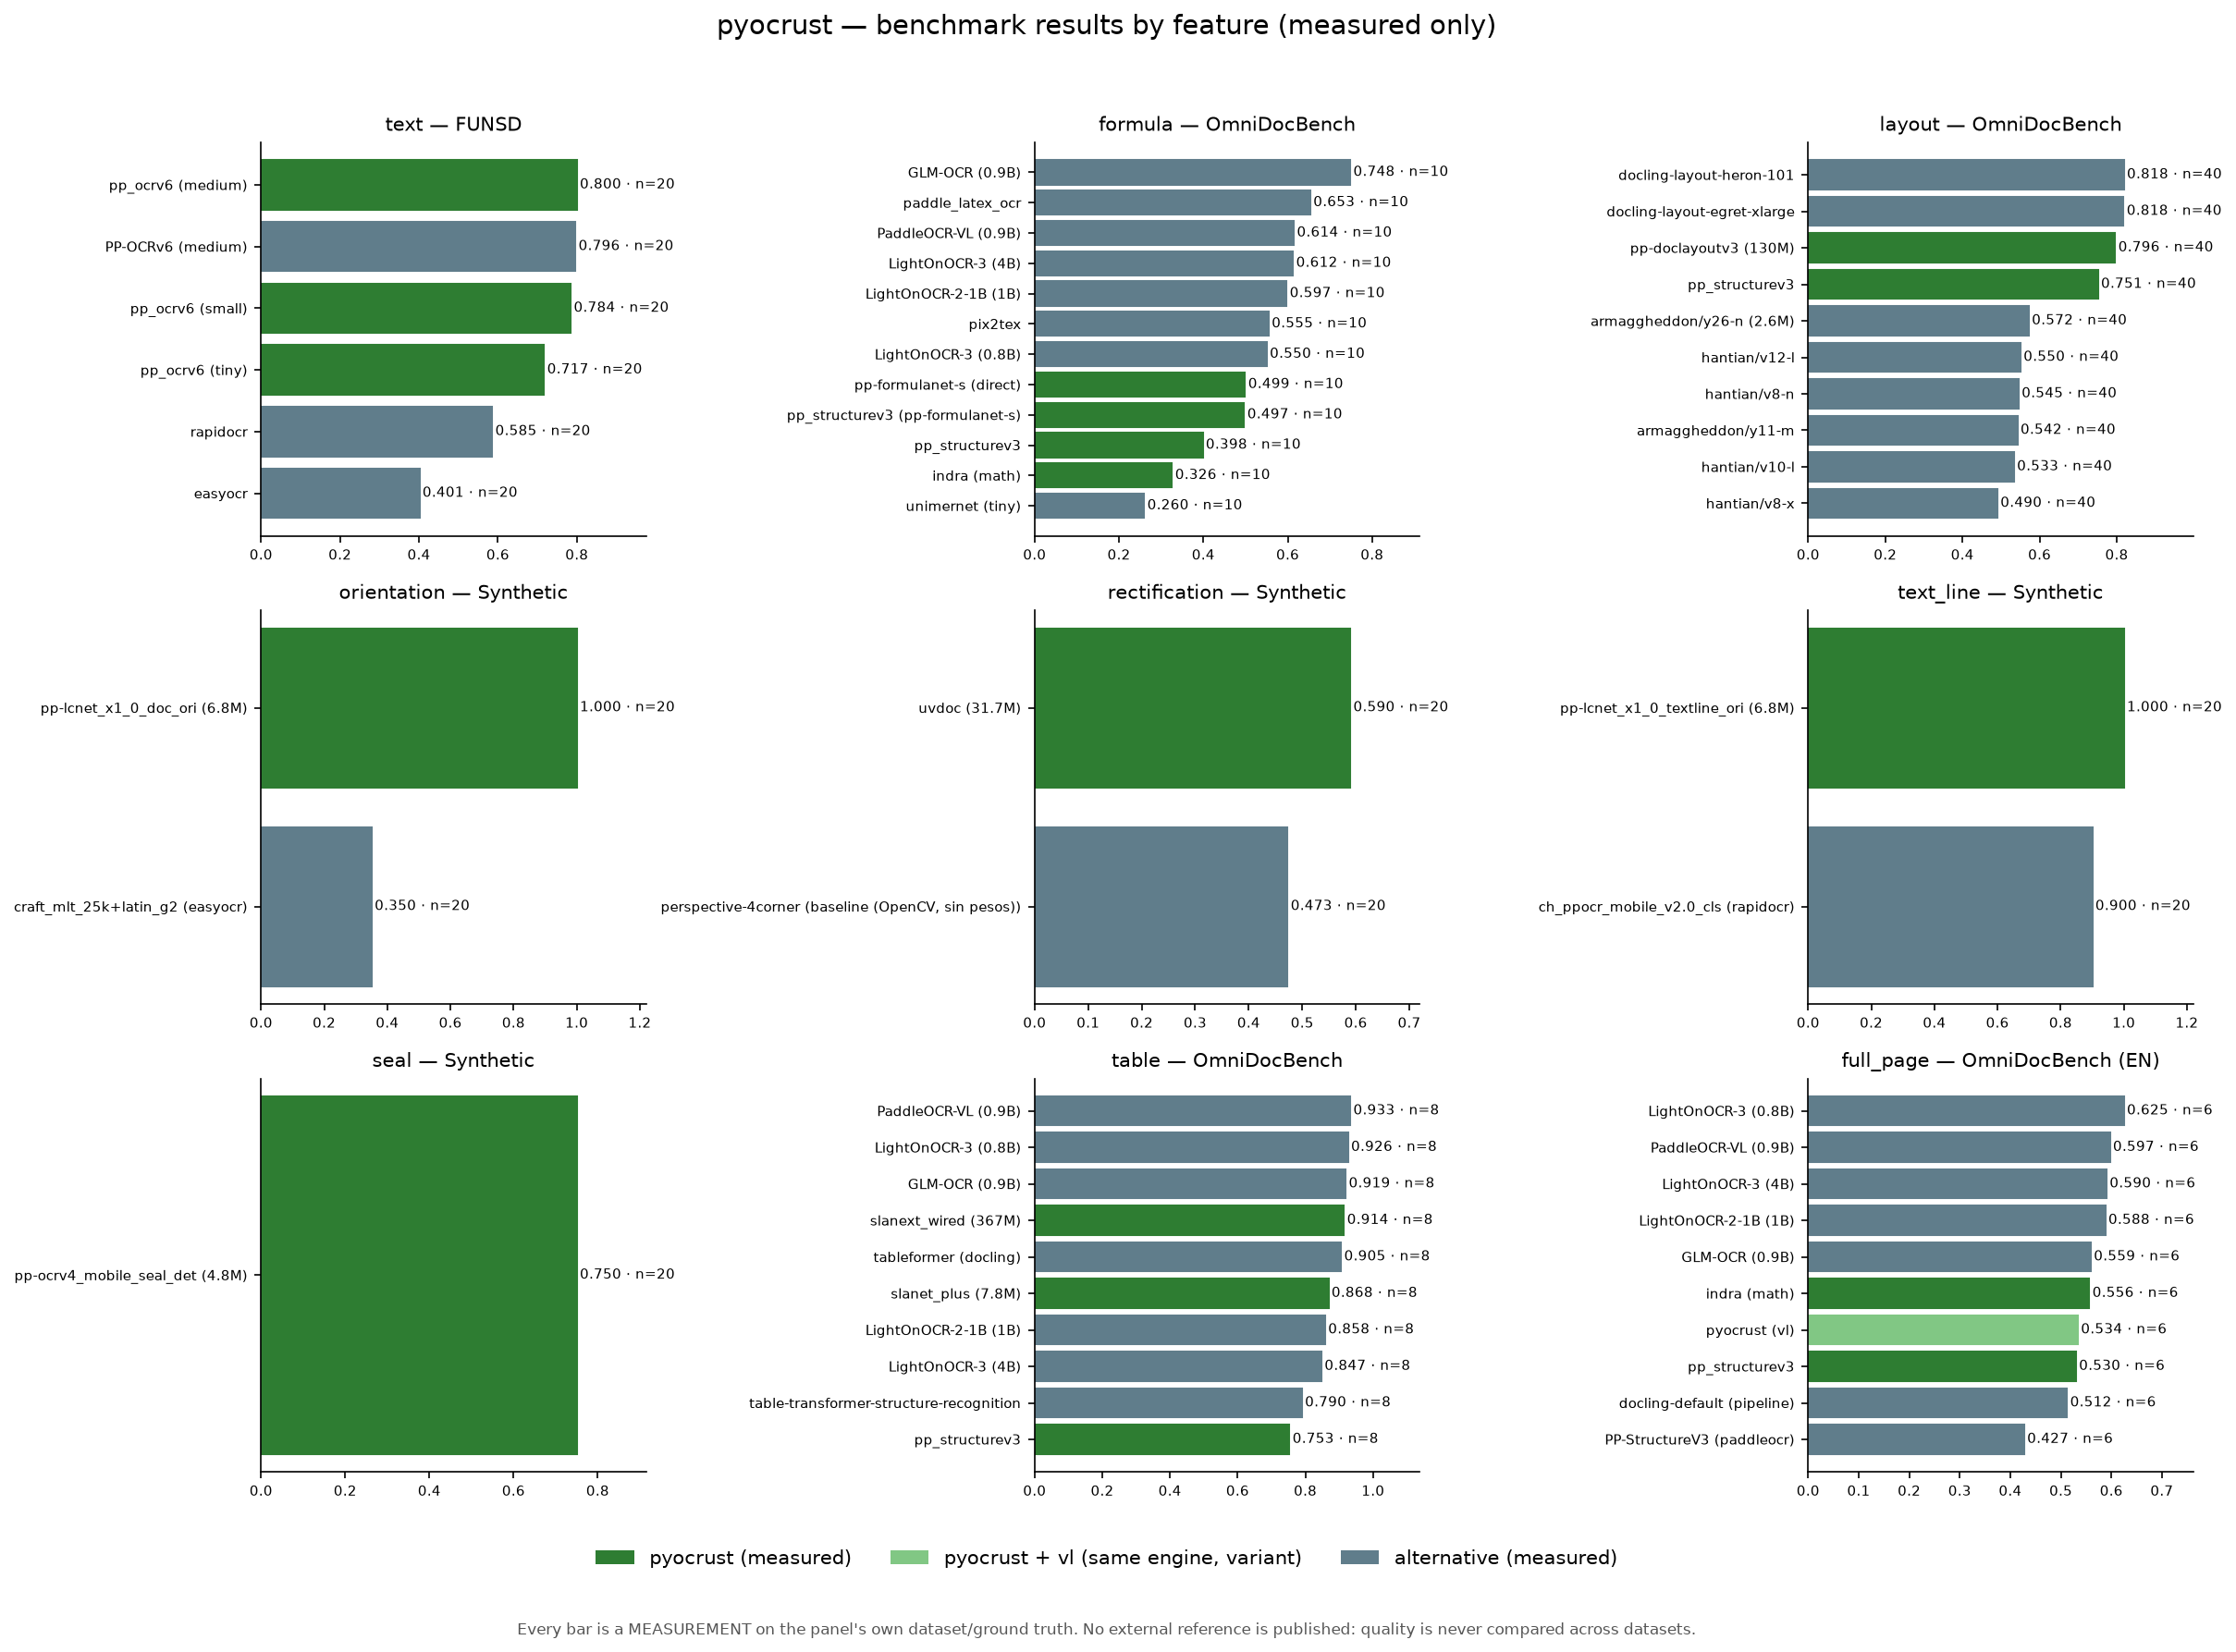 pyocrust — benchmark results by feature (measured only)
text — FUNSD
pp_ocrv6 (medium) 0.800 · n=20
PP-OCRv6 (medium) 0.796 · n=20
pp_ocrv6 (small) 0.784 · n=20
pp_ocrv6 (tiny) 0.717 · n=20
rapidocr 0.585 · n=20
easyocr 0.401 · n=20
0.0 0.2 0.4 0.6 0.8
formula — OmniDocBench
GLM-OCR (0.9B) 0.748 · n=10
paddle_latex_ocr 0.653 · n=10
PaddleOCR-VL (0.9B) 0.614 · n=10
LightOnOCR-3 (4B) 0.612 · n=10
LightOnOCR-2-1B (1B) 0.597 · n=10
pix2tex 0.555 · n=10
LightOnOCR-3 (0.8B) 0.550 · n=10
pp-formulanet-s (direct) 0.499 · n=10
pp_structurev3 (pp-formulanet-s) 0.497 · n=10
pp_structurev3 0.398 · n=10
indra (math) 0.326 · n=10
unimernet (tiny) 0.260 · n=10
0.0 0.2 0.4 0.6 0.8
layout — OmniDocBench
docling-layout-heron-101 0.818 · n=40
docling-layout-egret-xlarge 0.818 · n=40
pp-doclayoutv3 (130M) 0.796 · n=40
pp_structurev3 0.751 · n=40
armaggheddon/y26-n (2.6M) 0.572 · n=40
hantian/v12-l 0.550 · n=40
hantian/v8-n 0.545 · n=40
armaggheddon/y11-m 0.542 · n=40
hantian/v10-l 0.533 · n=40
hantian/v8-x 0.490 · n=40
0.0 0.2 0.4 0.6 0.8
orientation — Synthetic
pp-lcnet_x1_0_doc_ori (6.8M) 1.000 · n=20
craft_mlt_25k+latin_g2 (easyocr) 0.350 · n=20
0.0 0.2 0.4 0.6 0.8 1.0 1.2
rectification — Synthetic
uvdoc (31.7M) 0.590 · n=20
perspective-4corner (baseline (OpenCV, sin pesos)) 0.473 · n=20
0.0 0.1 0.2 0.3 0.4 0.5 0.6 0.7
text_line — Synthetic
pp-lcnet_x1_0_textline_ori (6.8M) 1.000 · n=20
ch_ppocr_mobile_v2.0_cls (rapidocr) 0.900 · n=20
0.0 0.2 0.4 0.6 0.8 1.0 1.2
seal — Synthetic
pp-ocrv4_mobile_seal_det (4.8M) 0.750 · n=20
0.0 0.2 0.4 0.6 0.8
table — OmniDocBench
PaddleOCR-VL (0.9B) 0.933 · n=8
LightOnOCR-3 (0.8B) 0.926 · n=8
GLM-OCR (0.9B) 0.919 · n=8
slanext_wired (367M) 0.914 · n=8
tableformer (docling) 0.905 · n=8
slanet_plus (7.8M) 0.868 · n=8
LightOnOCR-2-1B (1B) 0.858 · n=8
LightOnOCR-3 (4B) 0.847 · n=8
table-transformer-structure-recognition 0.790 · n=8
pp_structurev3 0.753 · n=8
0.0 0.2 0.4 0.6 0.8 1.0
full_page — OmniDocBench (EN)
LightOnOCR-3 (0.8B) 0.625 · n=6
PaddleOCR-VL (0.9B) 0.597 · n=6
LightOnOCR-3 (4B) 0.590 · n=6
LightOnOCR-2-1B (1B) 0.588 · n=6
GLM-OCR (0.9B) 0.559 · n=6
indra (math) 0.556 · n=6
pyocrust (vl) 0.534 · n=6
pp_structurev3 0.530 · n=6
docling-default (pipeline) 0.512 · n=6
PP-StructureV3 (paddleocr) 0.427 · n=6
0.0 0.1 0.2 0.3 0.4 0.5 0.6 0.7
pyocrust (measured) pyocrust + vl (same engine, variant) alternative (measured)
Every bar is a MEASUREMENT on the panel's own dataset/ground truth. No external reference is published: quality is never compared across datasets.